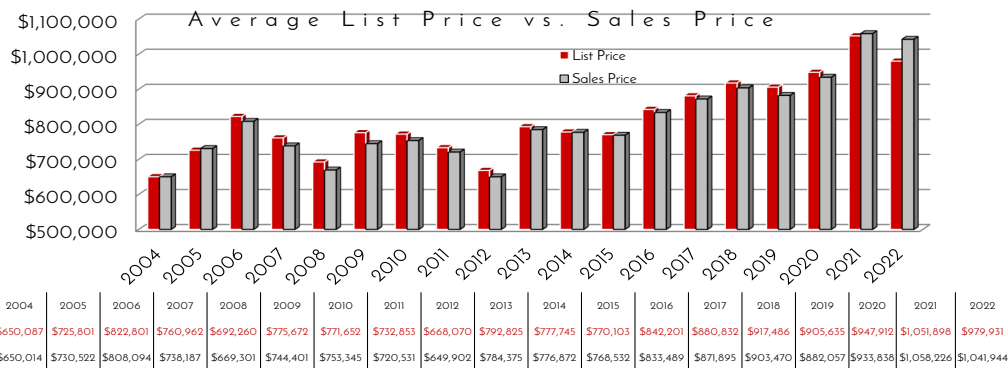 Average List Price vs. Sales Price
$1,100,000
$1,000,000
$900,000
$800,000
$700,000
$600,000
$500,000
List Price
Sales Price
2004 2005 2006 2007 2008 2009 2010 2011 2012 2013 2014 2015 2016 2017 2018 2019 2020 2021 2022
2004 2005 2006 2007 2008 2009 2010 2011 2012 2013 2014 2015 2016 2017 2018 2019 2020 2021 2022
$650,087 $725,801 $822,801 $760,962 $692,260 $775,672 $771,652 $732,853 $668,070 $792,825 $777,745 $770,103 $842,201 $880,832 $917,486 $905,635 $947,912 $1,051,898 $979,931
$650,014 $730,522 $808,094 $738,187 $669,301 $744,401 $753,345 $720,531 $649,902 $784,375 $776,872 $768,532 $833,489 $871,895 $903,470 $882,057 $933,838 $1,058,226 $1,041,944